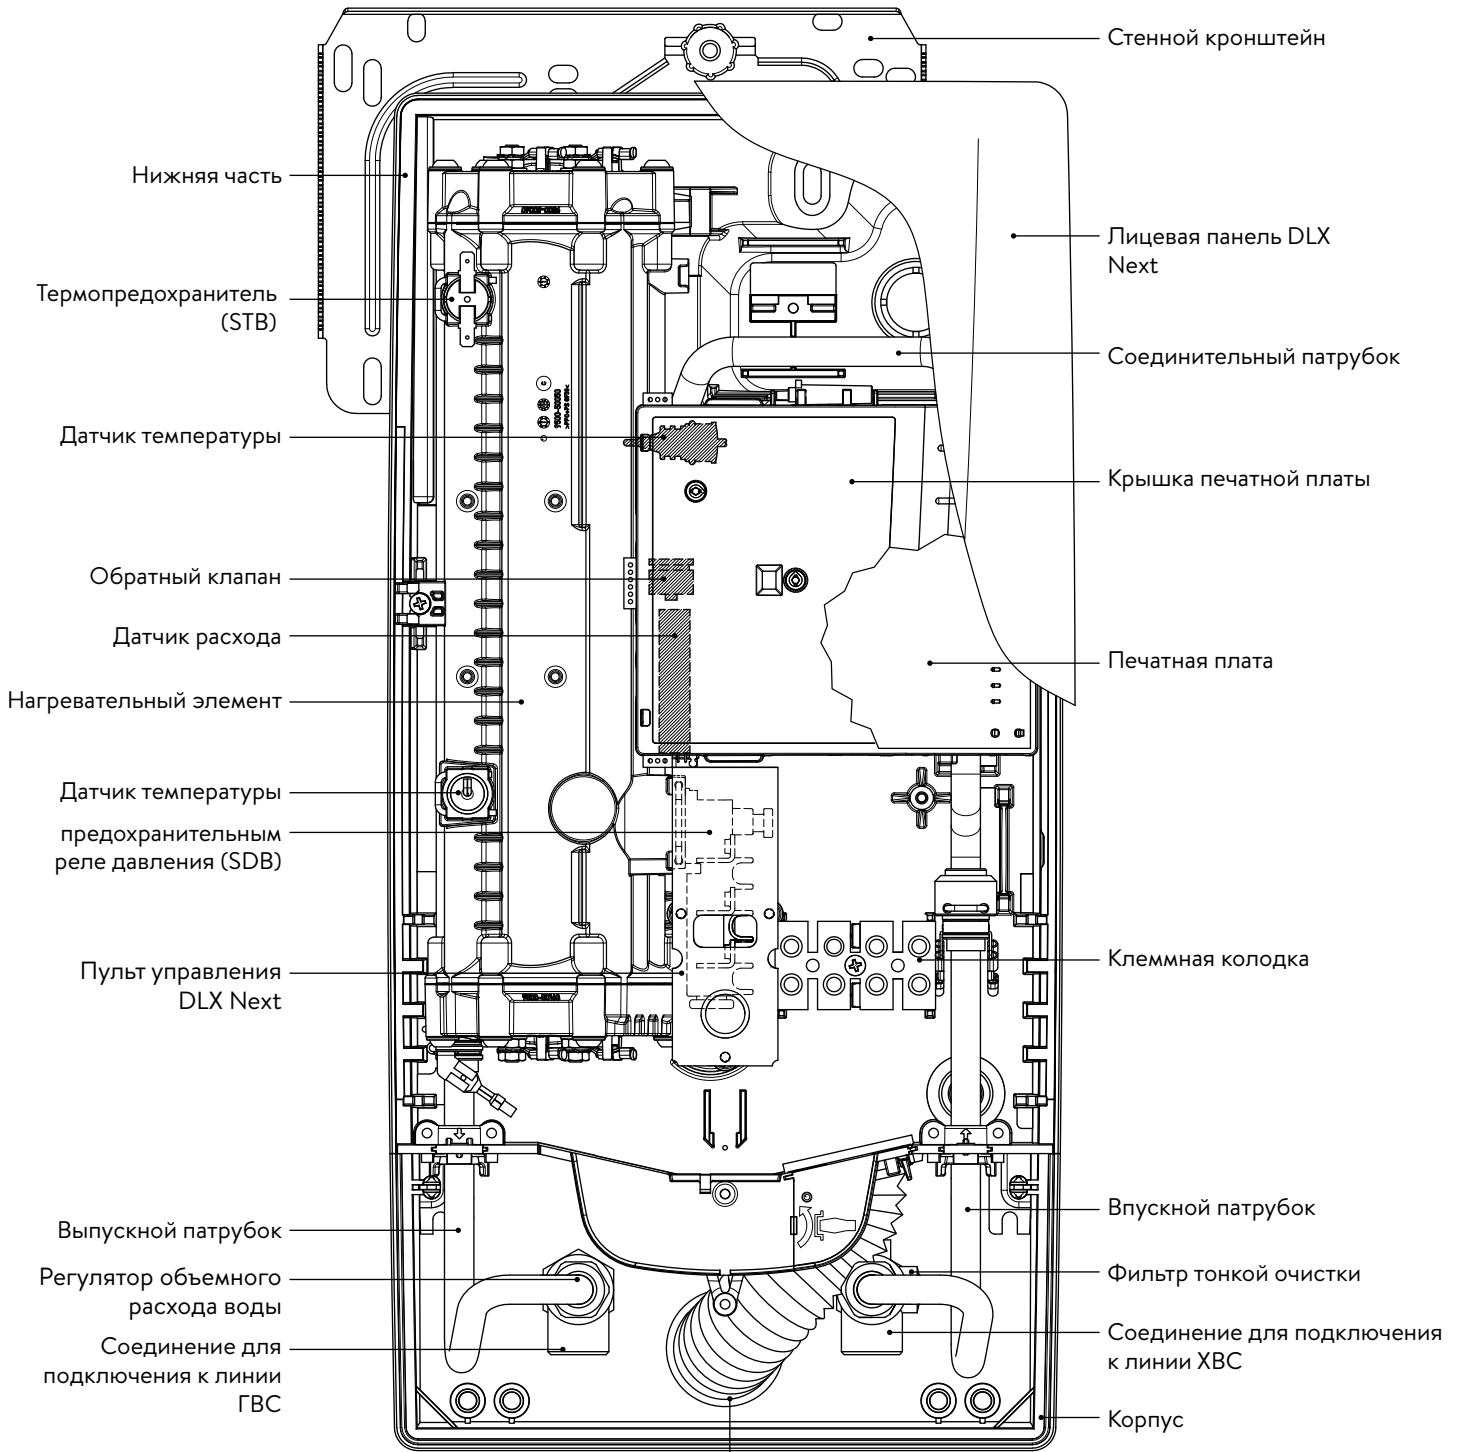 Стенной кронштейн
Нижняя часть
Лицевая панель DLX
Next
Термопредохранитель
(STB)
Соединительный патрубок
Датчик температуры
Крышка печатной платы
Обратный клапан
Датчик расхода
Печатная плата
Нагревательный элемент
Датчик температуры
предохранительным
реле давления (SDB)
Клеммная колодка
Пульт управления
DLX Next
Впускной патрубок
Выпускной патрубок
Фильтр тонкой очистки
Регулятор объемного
расхода воды
Соединение для подключения
к линии ХВС
Соединение для
подключения к линии
ГВС
Корпус